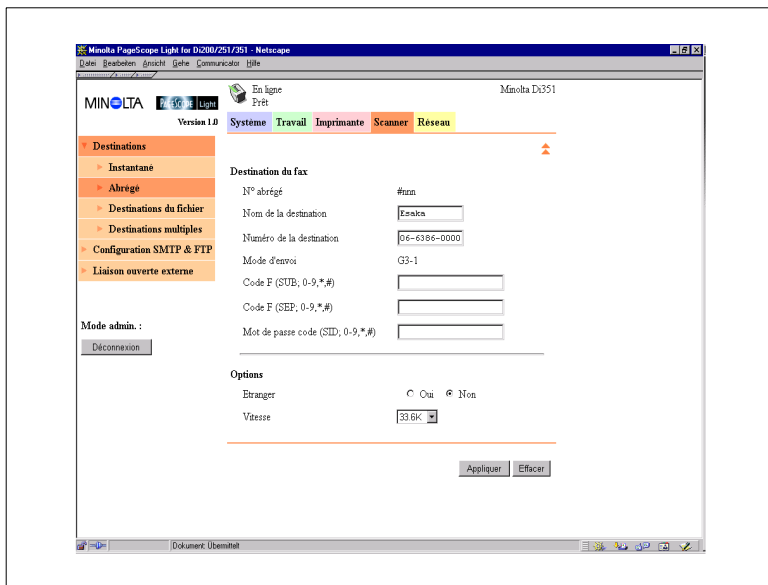 Minolta PageScope Light for Di200/251/351 - Netscape
Datei Bearbeiten Ansicht Gehe Communicator Hilfe
MINOLTA PAGESCOPE Light
Version 1.0
En ligne
Prêt
Minolta Di351
Système Travail Imprimante Scanner Réseau
Destinations
Instantané
Abrégé
Destinations du fichier
Destinations multiples
Configuration SMTP & FTP
Liaison ouverte externe
Mode admin. :
Déconnexion
Destination du fax
N° abrégé #nnn
Nom de la destination Esaka
Numéro de la destination 06-6386-0000
Mode d'envoi G3-1
Code F (SUB; 0-9,*,#)
Code F (SEP; 0-9,*,#)
Mot de passe code (SID; 0-9,*,#)
Options
Etranger Oui Non
Vitesse 33.6K
Appliquer Effacer
Dokument: Übermittelt